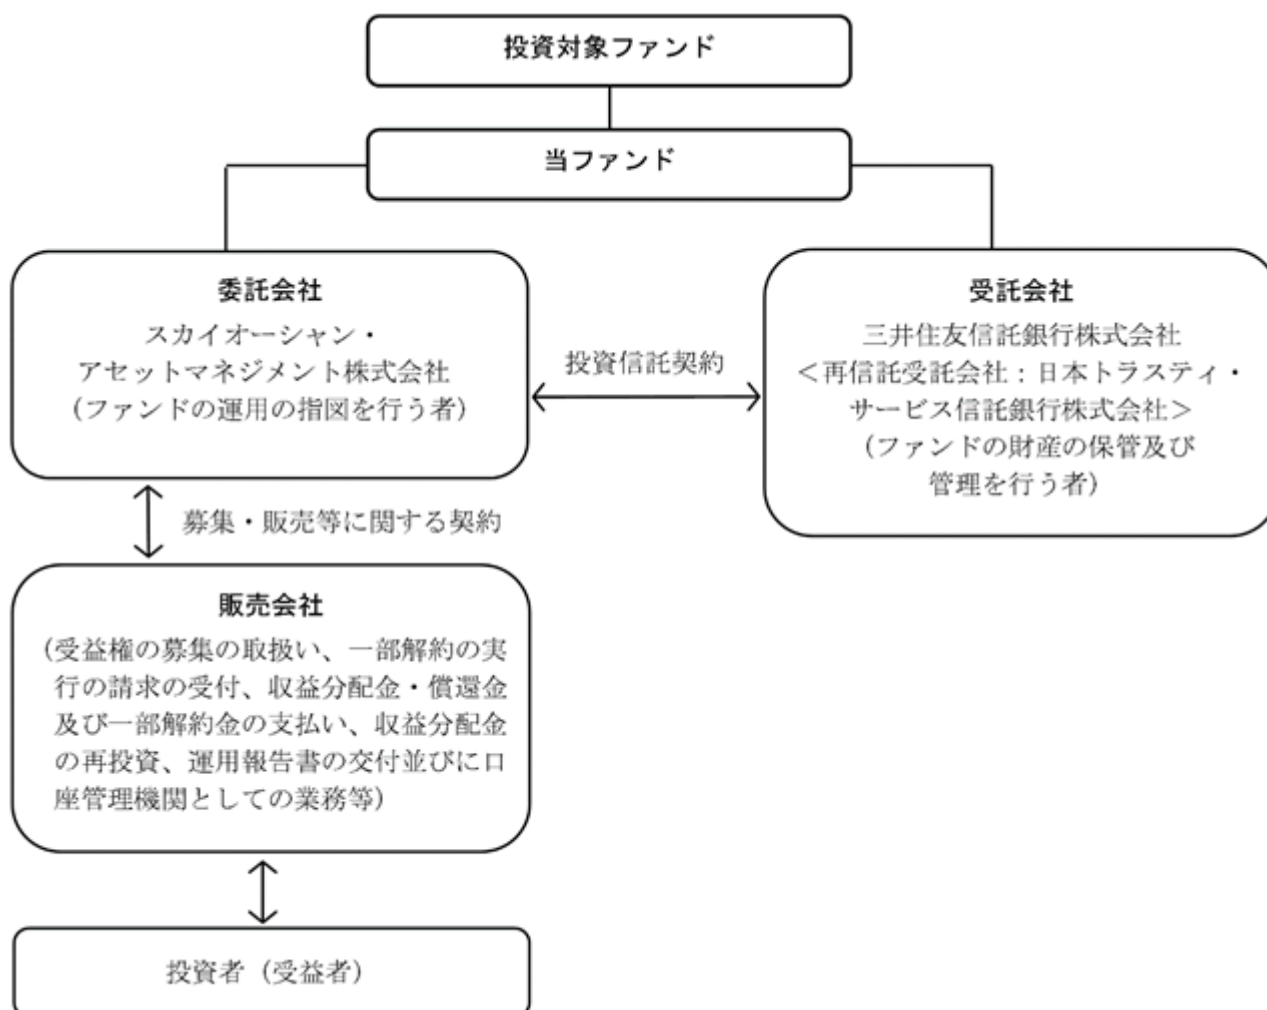 投資対象ファンド
当ファンド
委託会社
スカイオーシャン・
アセットマネジメント株式会社
(ファンドの運用の指図を行う者)
投資信託契約
受託会社
三井住友信託銀行株式会社
<再信託受託会社:日本トラスティ・
サービス信託銀行株式会社>
(ファンドの財産の保管及び
管理を行う者)
募集・販売等に関する契約
販売会社
(受益権の募集の取扱い、一部解約の実
行の請求の受付、収益分配金・償還金
及び一部解約金の支払い、収益分配金
の再投資、運用報告書の交付並びに口
座管理機関としての業務等)
投資者(受益者)